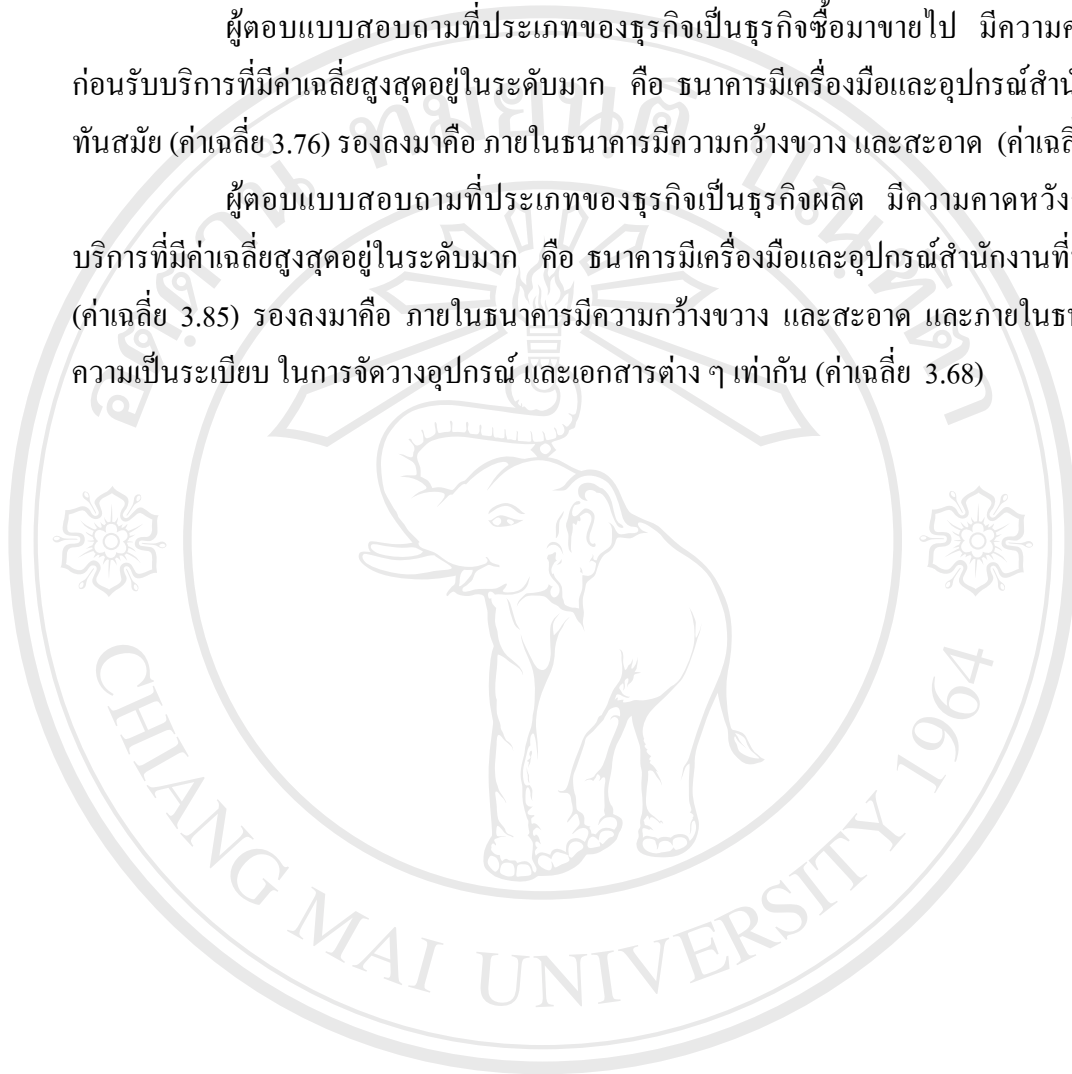 ผู้ตอบแบบสอบถามที่ประเภทของธุรกิจเป็นธุรกิจซื้อมาขายไป มีความ
ก่อนรับบริการที่มีค่าเฉลี่ยสูงสุดอยู่ในระดับมาก คือ ธนาคารมีเครื่องมือและอุปกรณ์
ทันสมัย (ค่าเฉลี่ย 3.76) รองลงมาคือ ภายในธนาคารมีความกว้างขวาง และสะอาด
ผู้ตอบแบบสอบถามที่ประเภทของธุรกิจเป็นธุรกิจผลิต มีความคาดหวัง
บริการที่มีค่าเฉลี่ยสูงสุดอยู่ในระดับมาก คือ ธนาคารมีเครื่องมือและอุปกรณ์สำนักงานที่
(ค่าเฉลี่ย 3.85) รองลงมาคือ ภายในธนาคารมีความกว้างขวาง และสะอาด และภายใน
ความเป็นระเบียบ ในการจัดวางอุปกรณ์ และเอกสารต่าง ๆ เท่ากัน (ค่าเฉลี่ย 3.68)
อตฺตานํ ทมยนฺติ ปณฺฑิตา
CHIANG MAI UNIVERSITY 1964